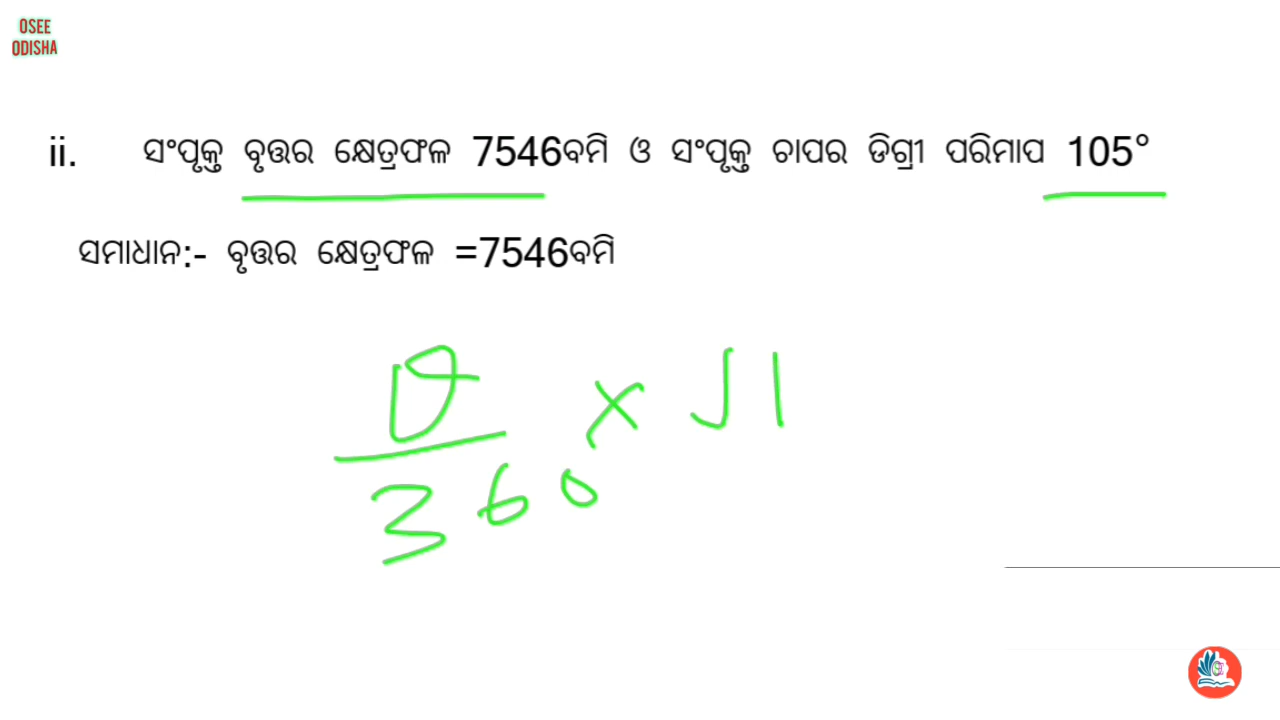 OSEE
ODISHA
ii. ସଂପୃକ୍ତ ବୃତ୍ତର କ୍ଷେତ୍ରଫଳ 7546ବମି ଓ ସଂପୃକ୍ତ ଚାପର ଡିଗ୍ରୀ ପରିମାପ 105°
ସମାଧାନ:- ବୃତ୍ତର କ୍ଷେତ୍ରଫଳ =7546ବମି
θ
× π
360